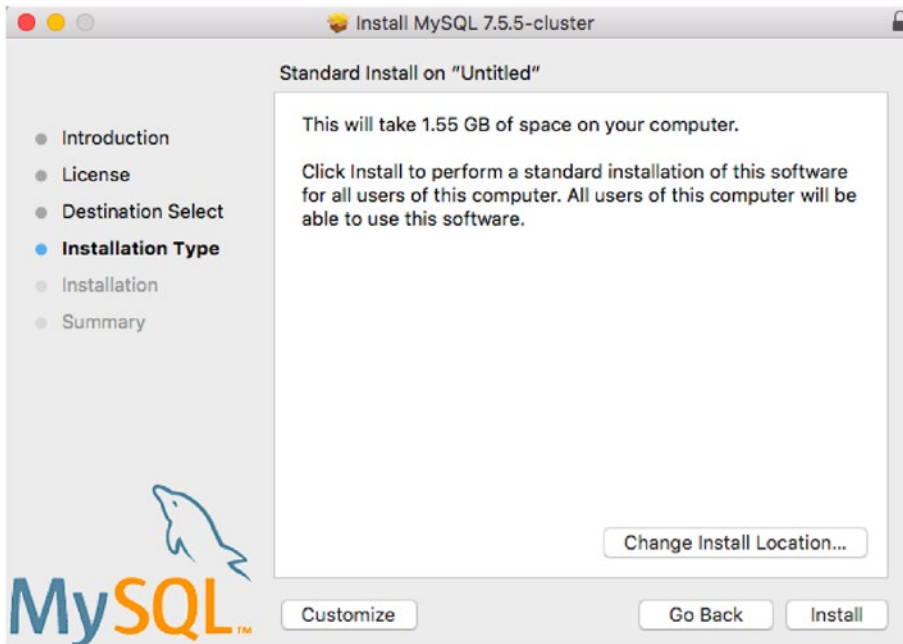 Install MySQL 7.5.5-cluster
Standard Install on "Untitled"
Introduction
License
Destination Select
Installation Type
Installation
Summary
This will take 1.55 GB of space on your computer.
Click Install to perform a standard installation of this software
for all users of this computer. All users of this computer will be
able to use this software.
Change Install Location...
MySQL™
Customize
Go Back
Install